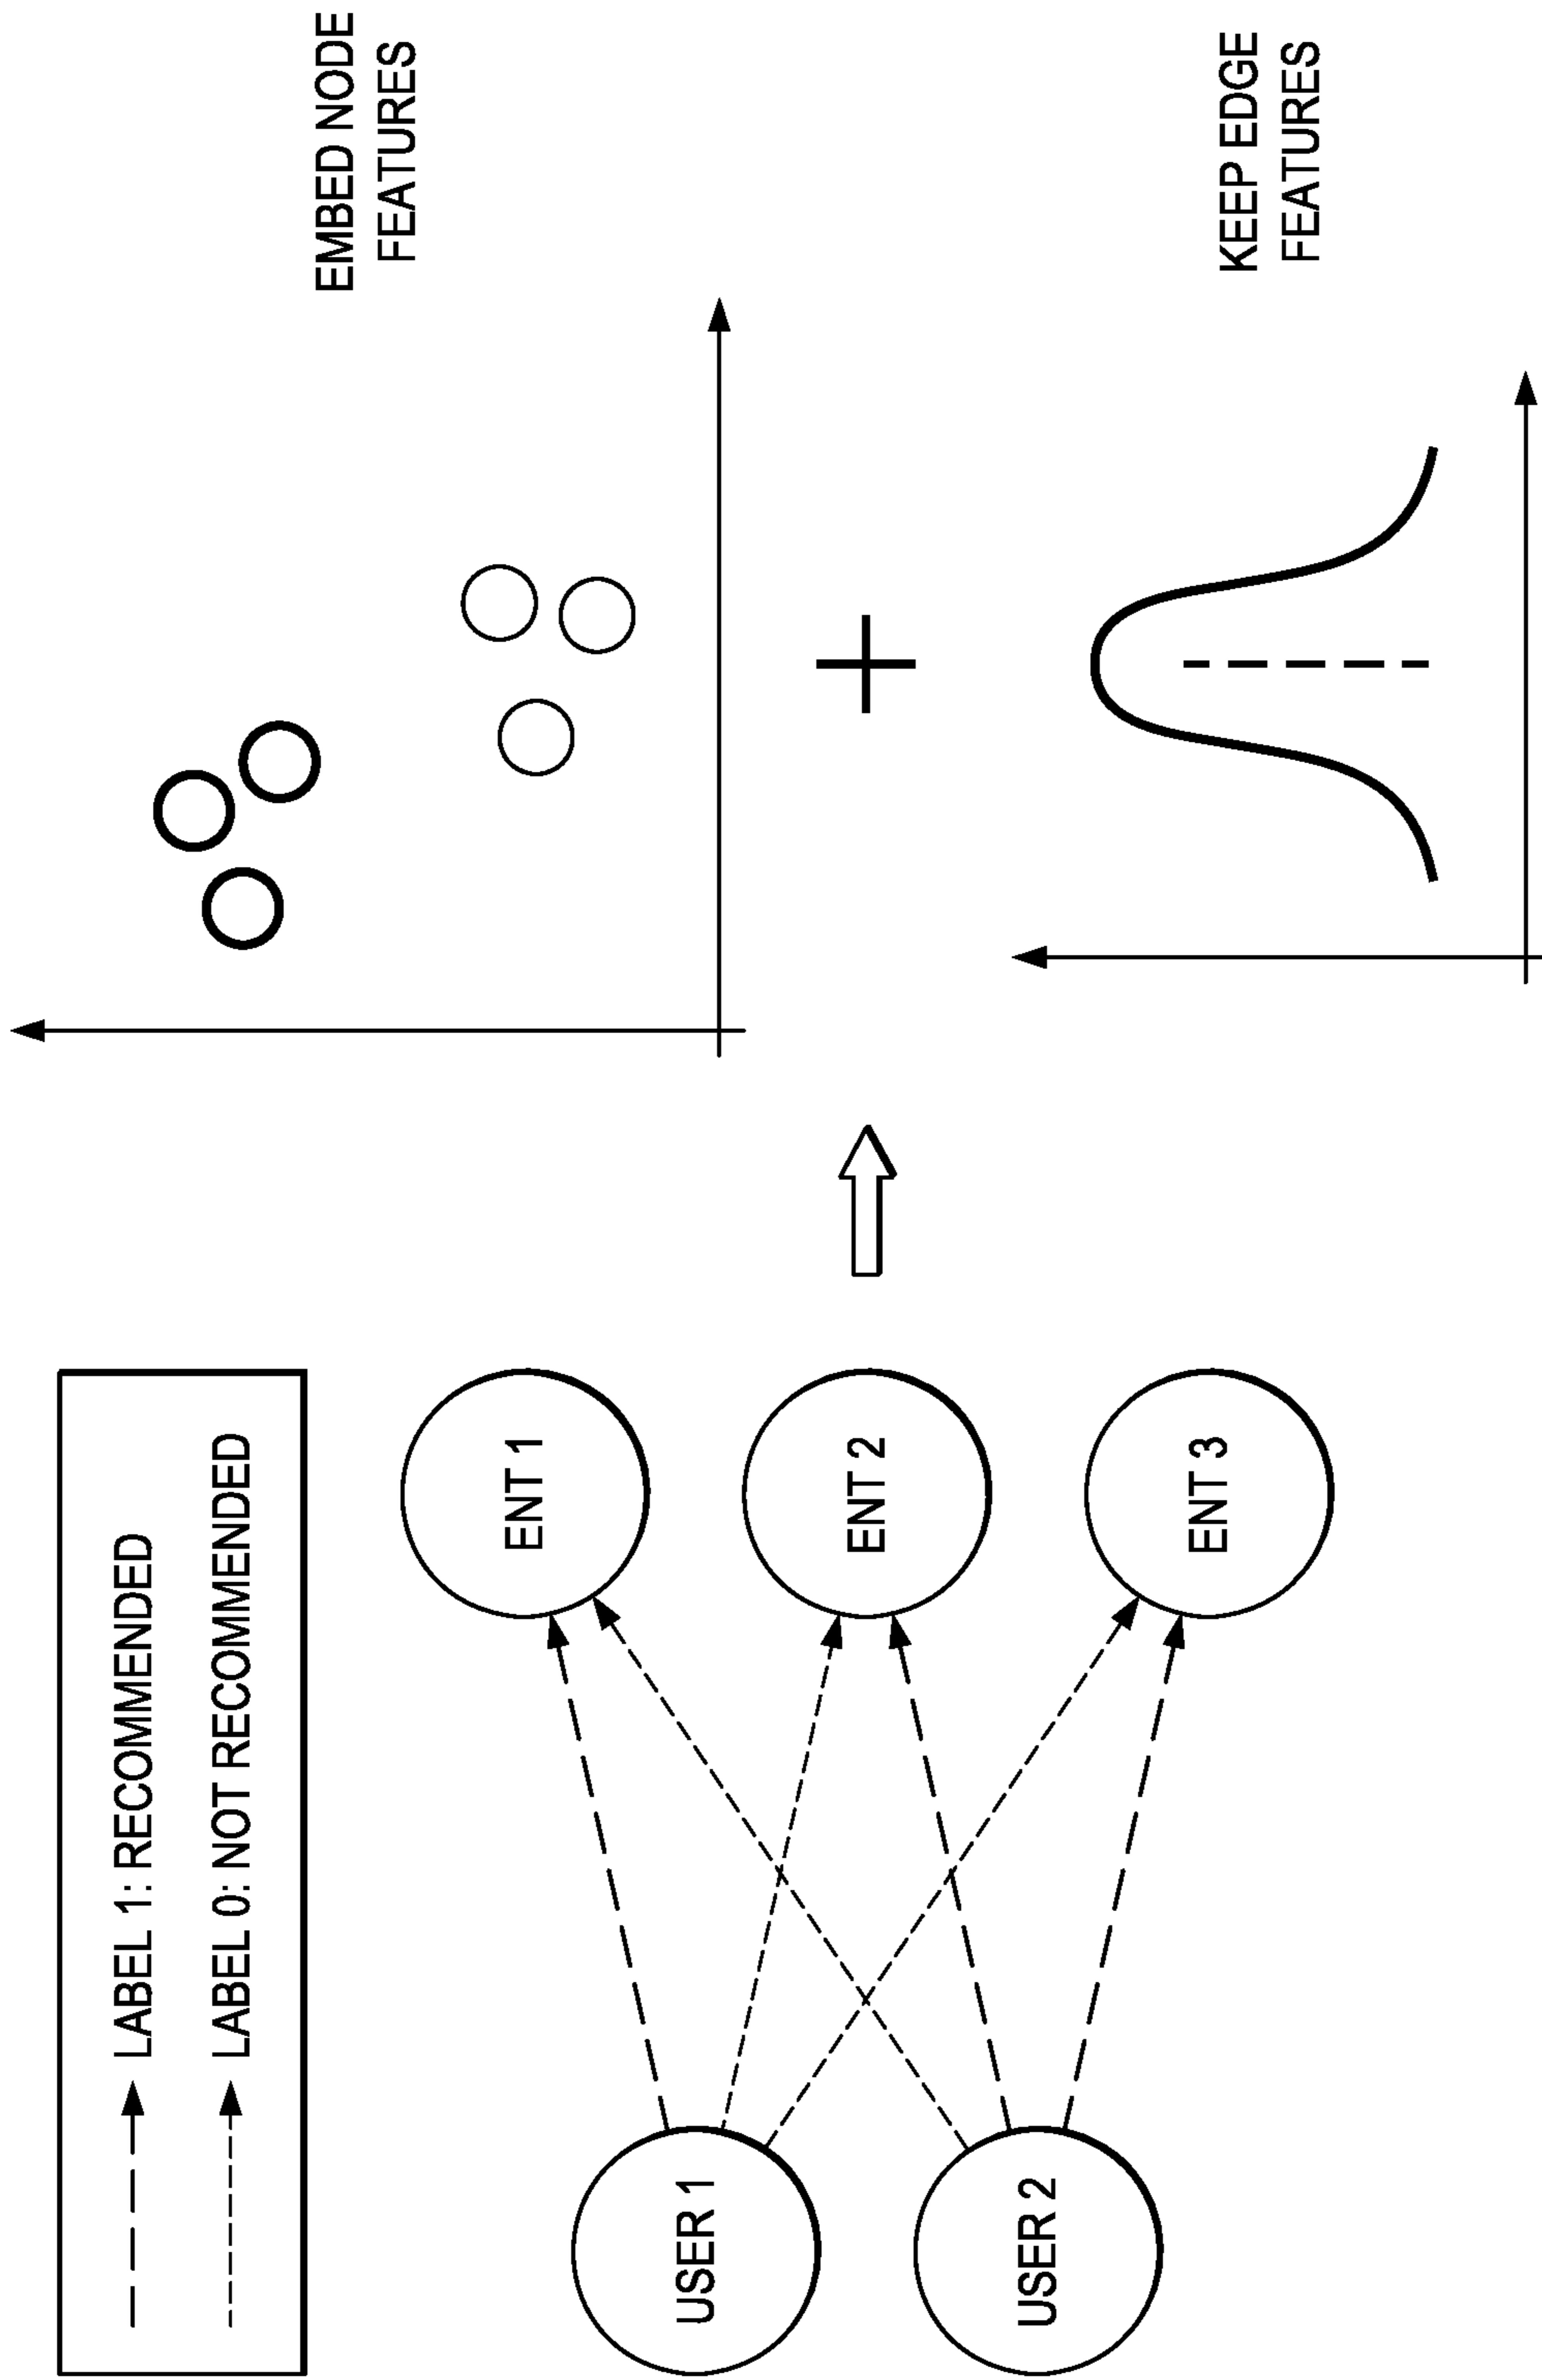 LABEL 1: RECOMMENDED
LABEL 0: NOT RECOMMENDED
USER 1
USER 2
ENT 1
ENT 2
ENT 3
EMBED NODE
FEATURES
KEEP EDGE
FEATURES